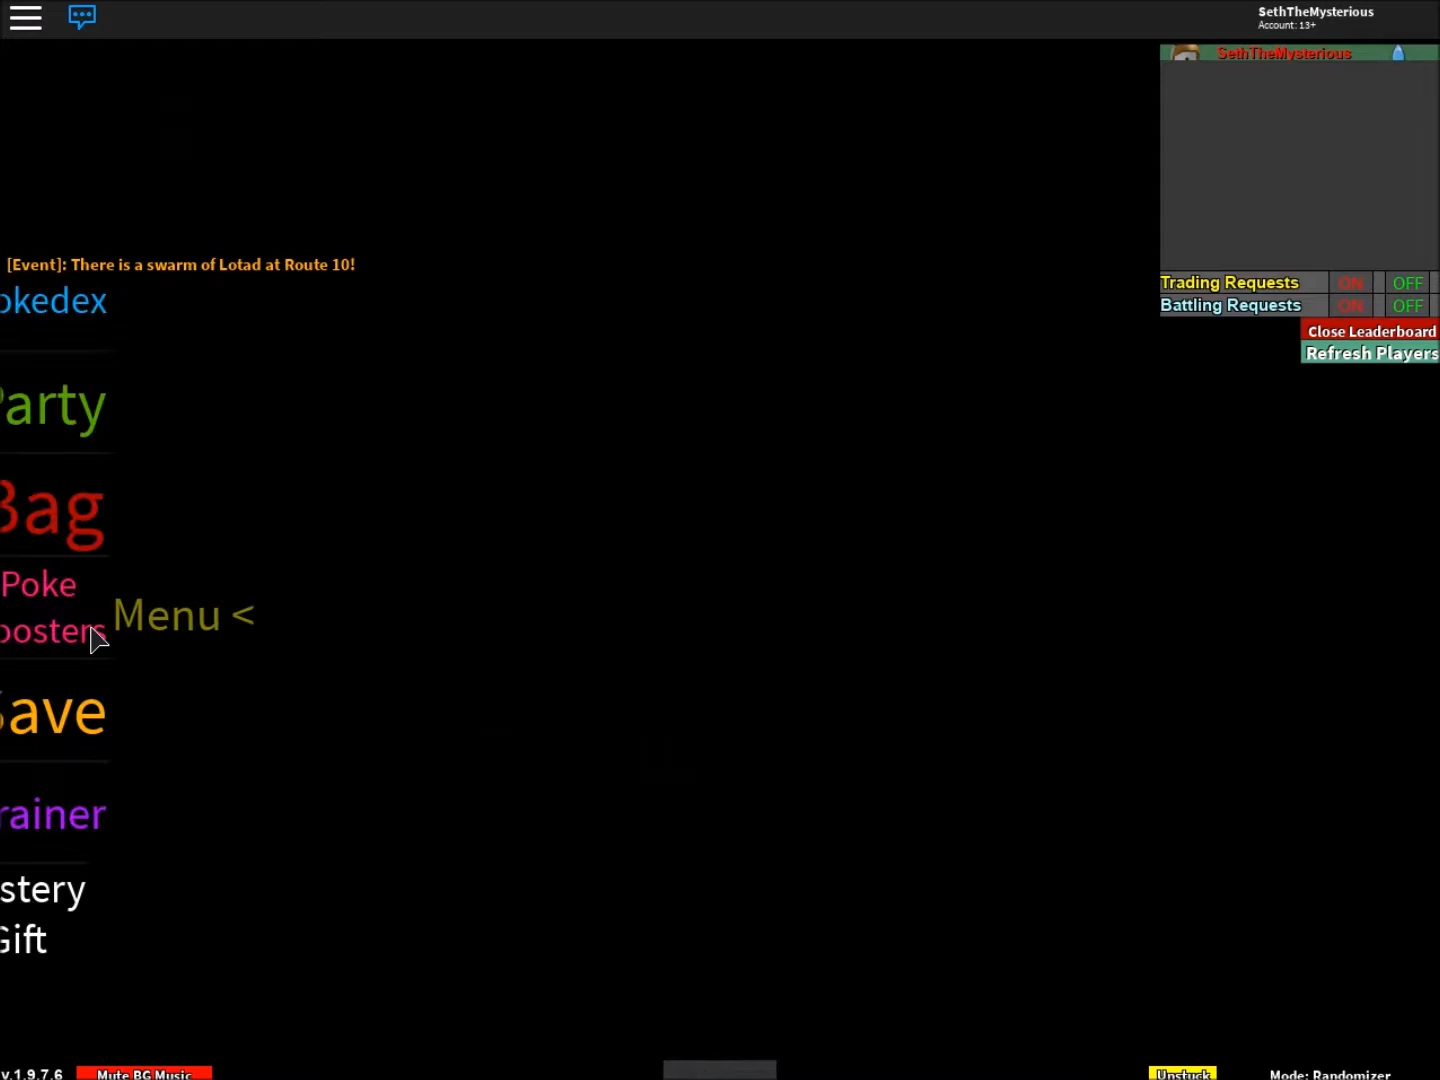 SethTheMysterious
Account: 13+
SethTheMysterious
[Event]: There is a swarm of Lotad at Route 10!
Trading Requests ON OFF
Battling Requests ON OFF
Close Leaderboard
Refresh Players
okedex
Party
Bag
Poke
oosters
Menu <
Save
rainer
stery
Gift
v.1.9.7.6
Mute BG Music
Unstuck
Mode: Randomizer